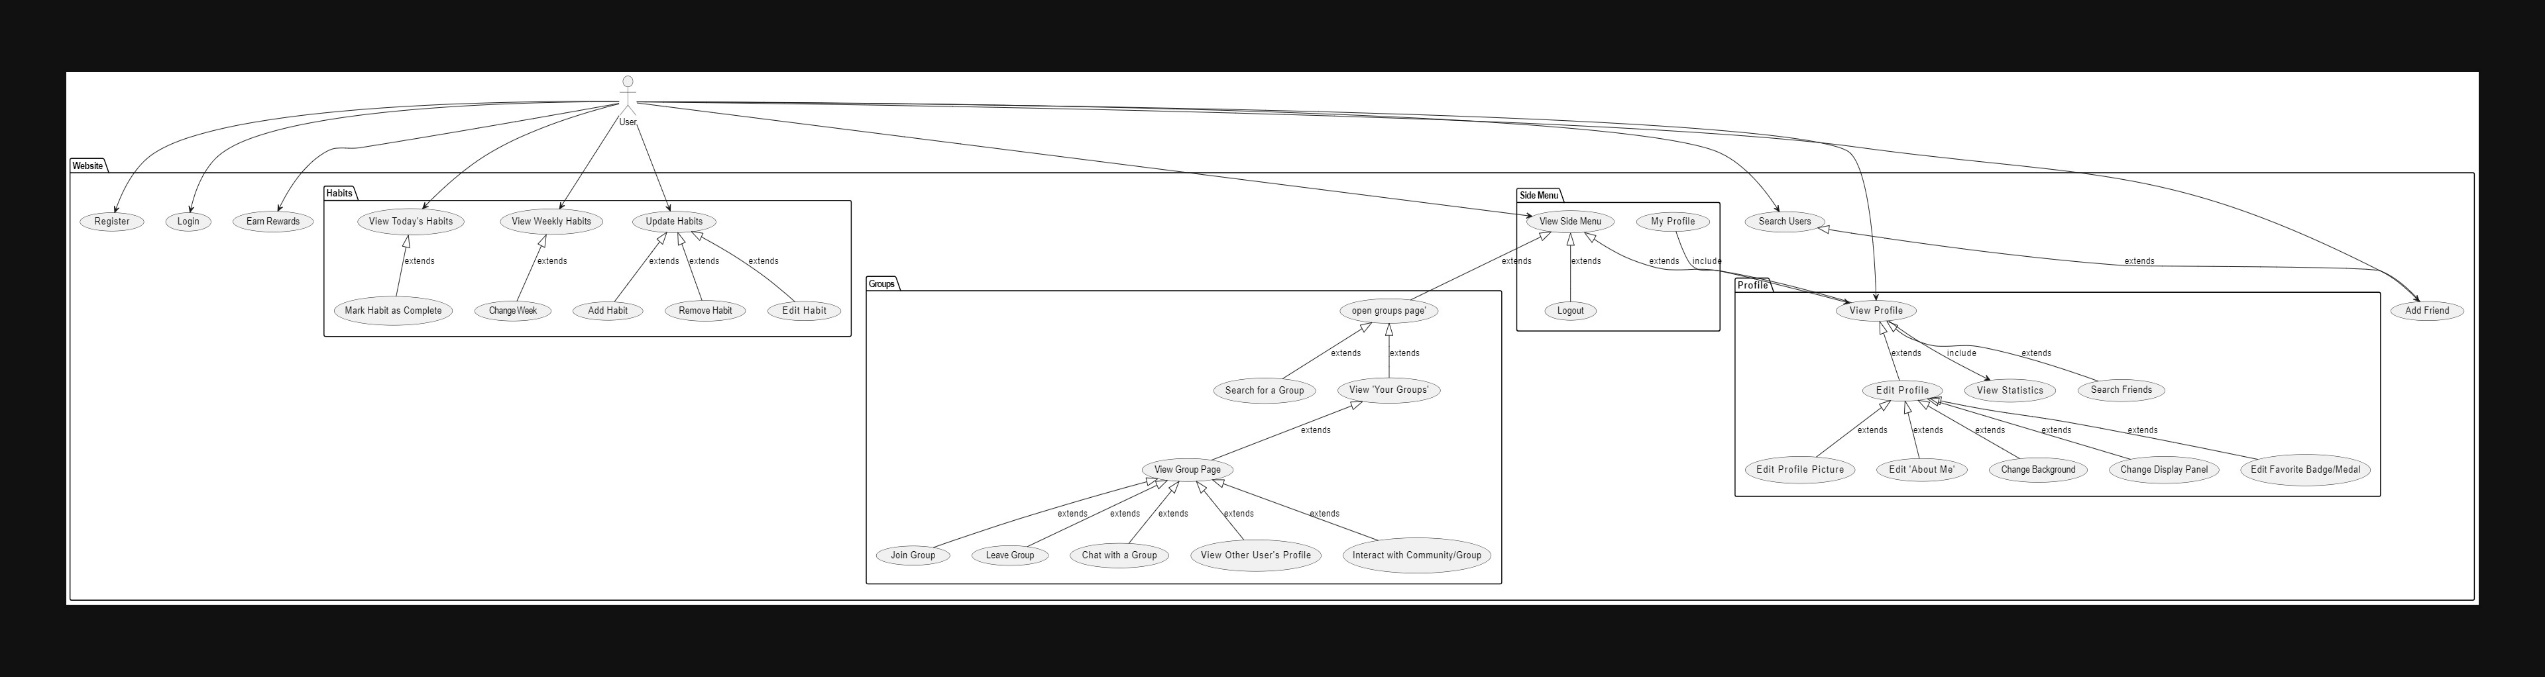 User
Website
Habits
Side Menu
Register
Login
Earn Rewards
View Today's Habits
View Weekly Habits
Update Habits
View Side Menu
My Profile
Search Users
extends
extends
extends
extends
extends
extends
extends
extends
include
extends
Groups
Profile
Mark Habit as Complete
Change Week
Add Habit
Remove Habit
Edit Habit
open groups page'
Logout
View Profile
Add Friend
extends
extends
extends
include
extends
Search for a Group
View 'Your Groups'
Edit Profile
View Statistics
Search Friends
extends
extends
extends
extends
extends
extends
View Group Page
Edit Profile Picture
Edit 'About Me'
Change Background
Change Display Panel
Edit Favorite Badge/Medal
extends
extends
extends
extends
extends
Join Group
Leave Group
Chat with a Group
View Other User's Profile
Interact with Community/Group